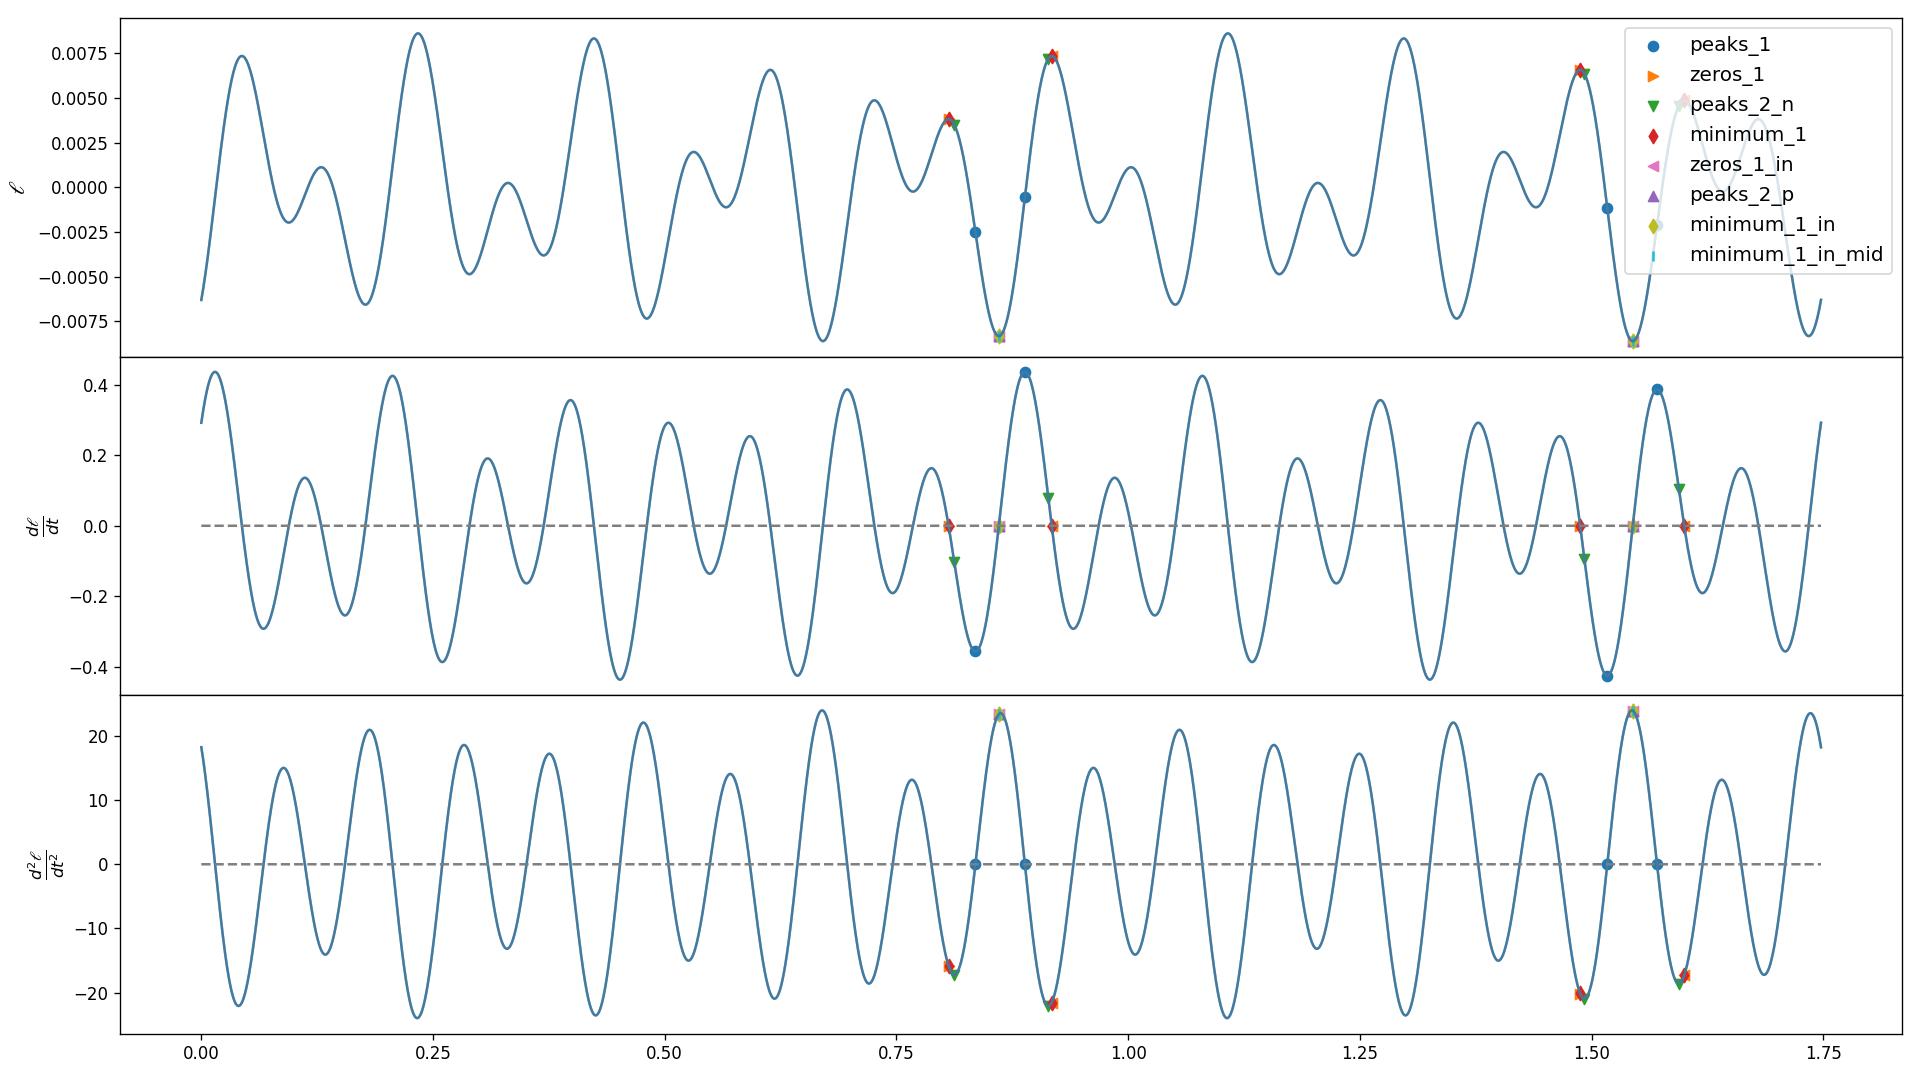 0.0075
0.0050
0.0025
0.0000
−0.0025
−0.0050
−0.0075
ℓ
peaks_1
zeros_1
peaks_2_n
minimum_1
zeros_1_in
peaks_2_p
minimum_1_in
minimum_1_in_mid
0.4
0.2
0.0
−0.2
−0.4
dℓ
dt
20
10
0
−10
−20
d²ℓ
dt²
0.00 0.25 0.50 0.75 1.00 1.25 1.50 1.75